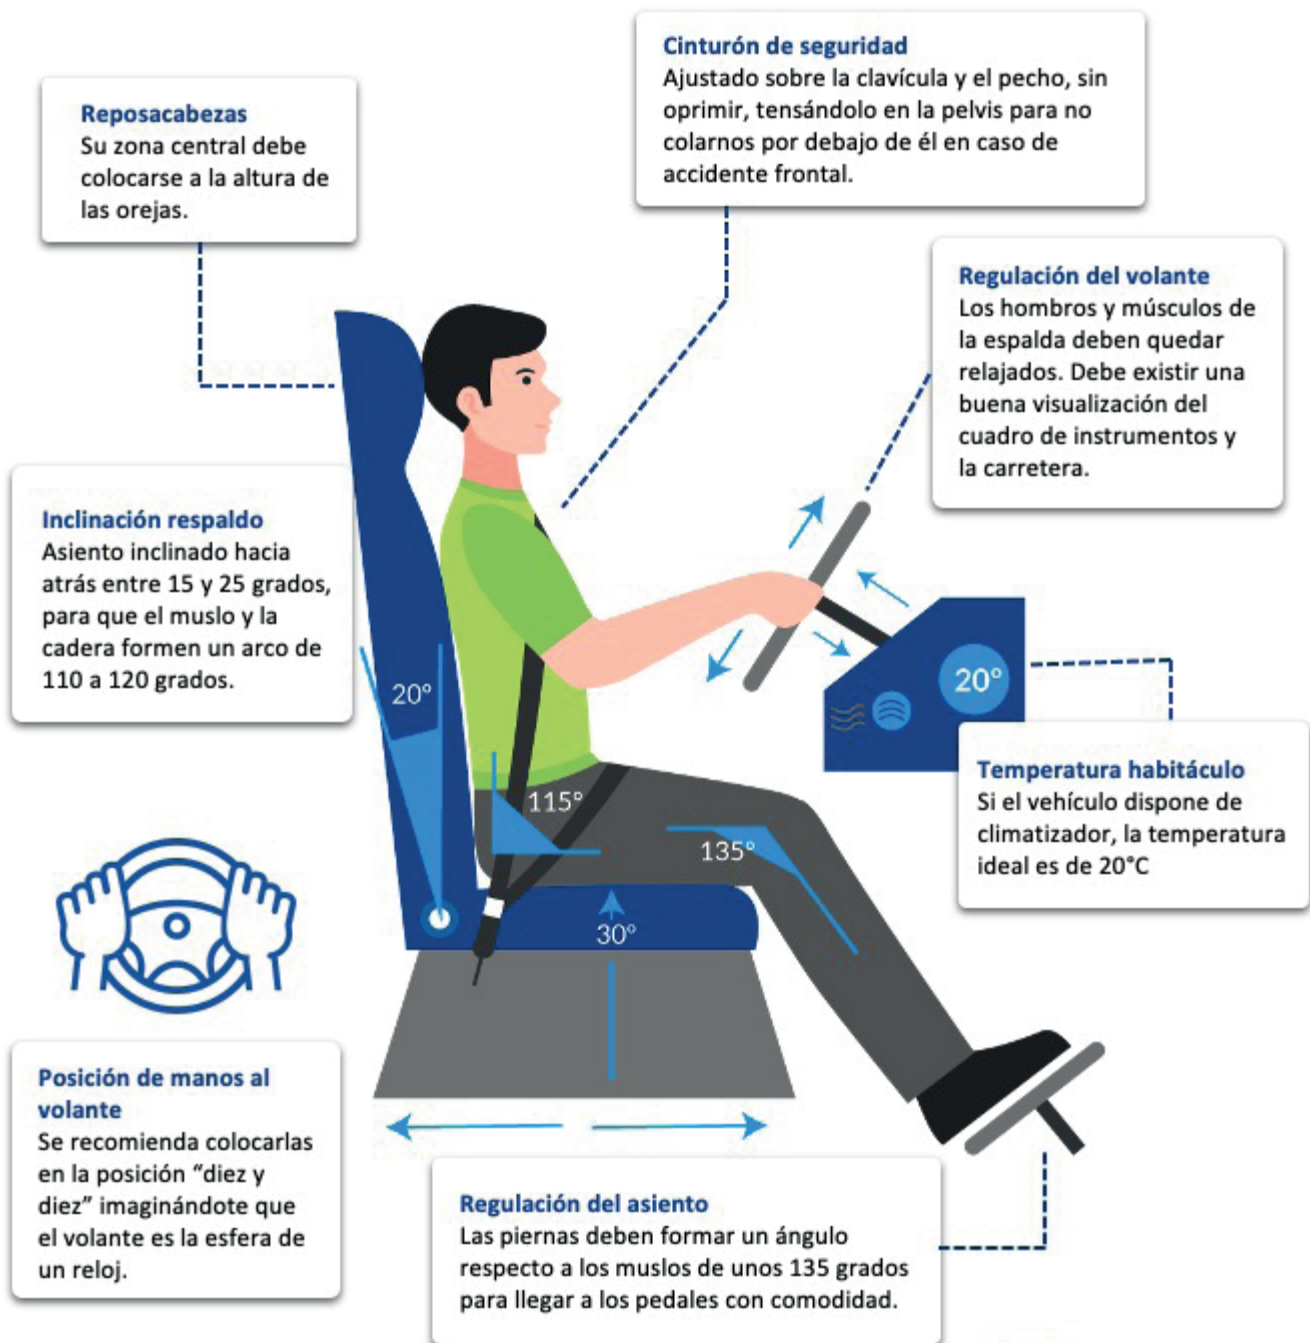 Cinturón de seguridad
Ajustado sobre la clavícula y el pecho, sin
oprimir, tensándolo en la pelvis para no
colarnos por debajo de él en caso de
accidente frontal.
Reposacabezas
Su zona central debe
colocarse a la altura de
las orejas.
Regulación del volante
Los hombros y músculos de
la espalda deben quedar
relajados. Debe existir una
buena visualización del
cuadro de instrumentos y
la carretera.
Inclinación respaldo
Asiento inclinado hacia
atrás entre 15 y 25 grados,
para que el muslo y la
cadera formen un arco de
110 a 120 grados.
20°
20°
115°
135°
30°
Temperatura habitáculo
Si el vehículo dispone de
climatizador, la temperatura
ideal es de 20°C
Posición de manos al
volante
Se recomienda colocarlas
en la posición “diez y
diez” imaginándote que
el volante es la esfera de
un reloj.
Regulación del asiento
Las piernas deben formar un ángulo
respecto a los muslos de unos 135 grados
para llegar a los pedales con comodidad.